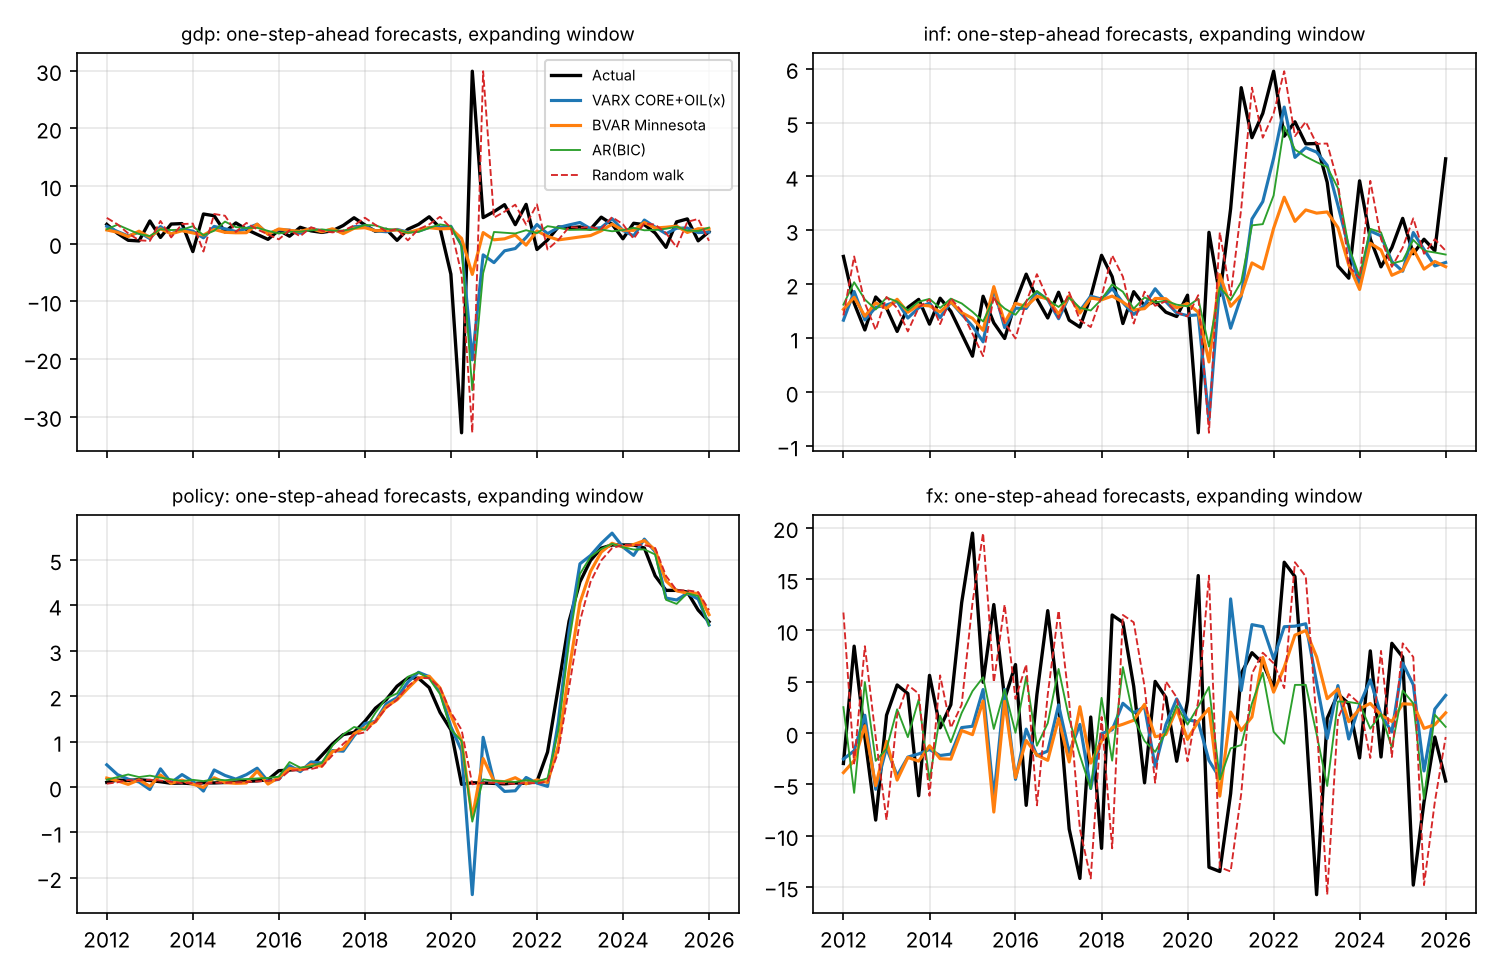 gdp: one-step-ahead forecasts, expanding window
30
20
10
0
−10
−20
−30
Actual
VARX CORE+OIL(x)
BVAR Minnesota
AR(BIC)
Random walk
inf: one-step-ahead forecasts, expanding window
6
5
4
3
2
1
0
−1
policy: one-step-ahead forecasts, expanding window
5
4
3
2
1
0
−1
−2
2012 2014 2016 2018 2020 2022 2024 2026
fx: one-step-ahead forecasts, expanding window
20
15
10
5
0
−5
−10
−15
2012 2014 2016 2018 2020 2022 2024 2026